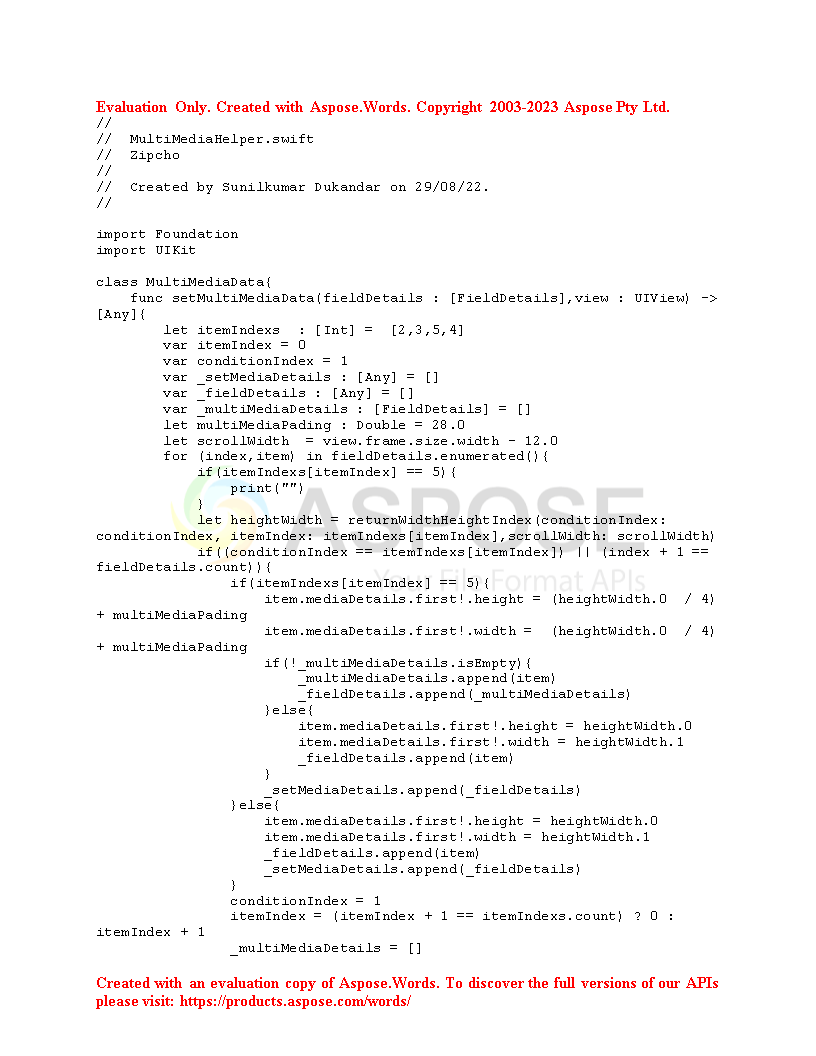 Evaluation Only. Created with Aspose.Words. Copyright 2003-2023 Aspose Pty Ltd.
//
//  MultiMediaHelper.swift
//  Zipcho
//
//  Created by Sunilkumar Dukandar on 29/08/22.
//

import Foundation
import UIKit

class MultiMediaData{
    func setMultiMediaData(fieldDetails : [FieldDetails],view : UIView) ->
[Any]{
        let itemIndexs  : [Int] =  [2,3,5,4]
        var itemIndex = 0
        var conditionIndex = 1
        var _setMediaDetails : [Any] = []
        var _fieldDetails : [Any] = []
        var _multiMediaDetails : [FieldDetails] = []
        let multiMediaPading : Double = 28.0
        let scrollWidth  = view.frame.size.width - 12.0
        for (index,item) in fieldDetails.enumerated(){
            if(itemIndexs[itemIndex] == 5){
                print("")
            }
            let heightWidth = returnWidthHeightIndex(conditionIndex:
conditionIndex, itemIndex: itemIndexs[itemIndex],scrollWidth: scrollWidth)
            if((conditionIndex == itemIndexs[itemIndex]) || (index + 1 ==
fieldDetails.count)){
                if(itemIndexs[itemIndex] == 5){
                    item.mediaDetails.first!.height = (heightWidth.0  / 4)
+ multiMediaPading
                    item.mediaDetails.first!.width =  (heightWidth.0  / 4)
+ multiMediaPading
                    if(!_multiMediaDetails.isEmpty){
                        _multiMediaDetails.append(item)
                        _fieldDetails.append(_multiMediaDetails)
                    }else{
                        item.mediaDetails.first!.height = heightWidth.0
                        item.mediaDetails.first!.width = heightWidth.1
                        _fieldDetails.append(item)
                    }
                    _setMediaDetails.append(_fieldDetails)
                }else{
                    item.mediaDetails.first!.height = heightWidth.0
                    item.mediaDetails.first!.width = heightWidth.1
                    _fieldDetails.append(item)
                    _setMediaDetails.append(_fieldDetails)
                }
                conditionIndex = 1
                itemIndex = (itemIndex + 1 == itemIndexs.count) ? 0 :
itemIndex + 1
                _multiMediaDetails = []
ASPOSE
Your File Format APIs
Created with an evaluation copy of Aspose.Words. To discover the full versions of our APIs
please visit: https://products.aspose.com/words/